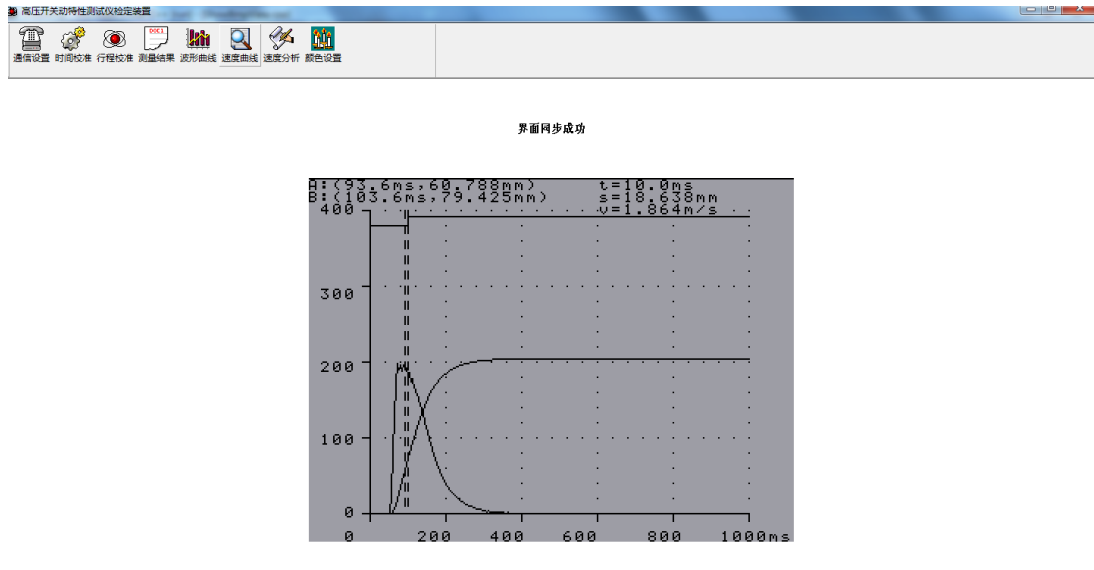 高压开关动特性测试仪检定装置
通信设置 时间校准 行程校准 测量结果 波形曲线 速度曲线 速度分析 颜色设置
界面同步成功
A:(93.6ms,60.788mm) t=10.0ms
B:(103.6ms,79.425mm) s=18.638mm
v=1.864m/s
400
300
200
100
0
0 200 400 600 800 1000ms